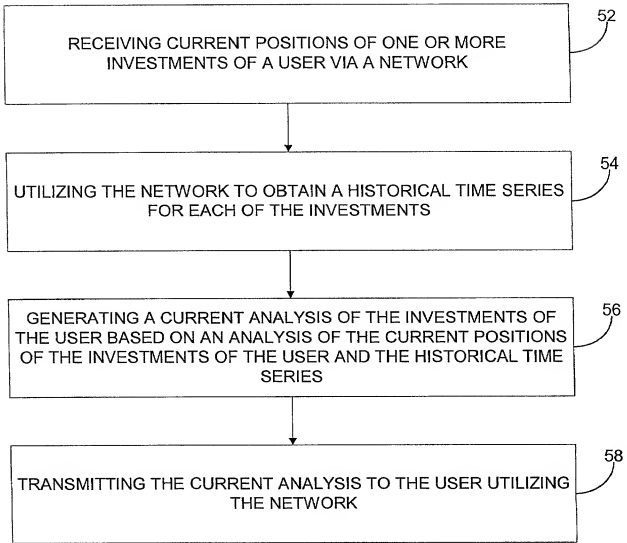 52
RECEIVING CURRENT POSITIONS OF ONE OR MORE
INVESTMENTS OF A USER VIA A NETWORK
54
UTILIZING THE NETWORK TO OBTAIN A HISTORICAL TIME SERIES
FOR EACH OF THE INVESTMENTS
56
GENERATING A CURRENT ANALYSIS OF THE INVESTMENTS OF
THE USER BASED ON AN ANALYSIS OF THE CURRENT POSITIONS
OF THE INVESTMENTS OF THE USER AND THE HISTORICAL TIME
SERIES
58
TRANSMITTING THE CURRENT ANALYSIS TO THE USER UTILIZING
THE NETWORK